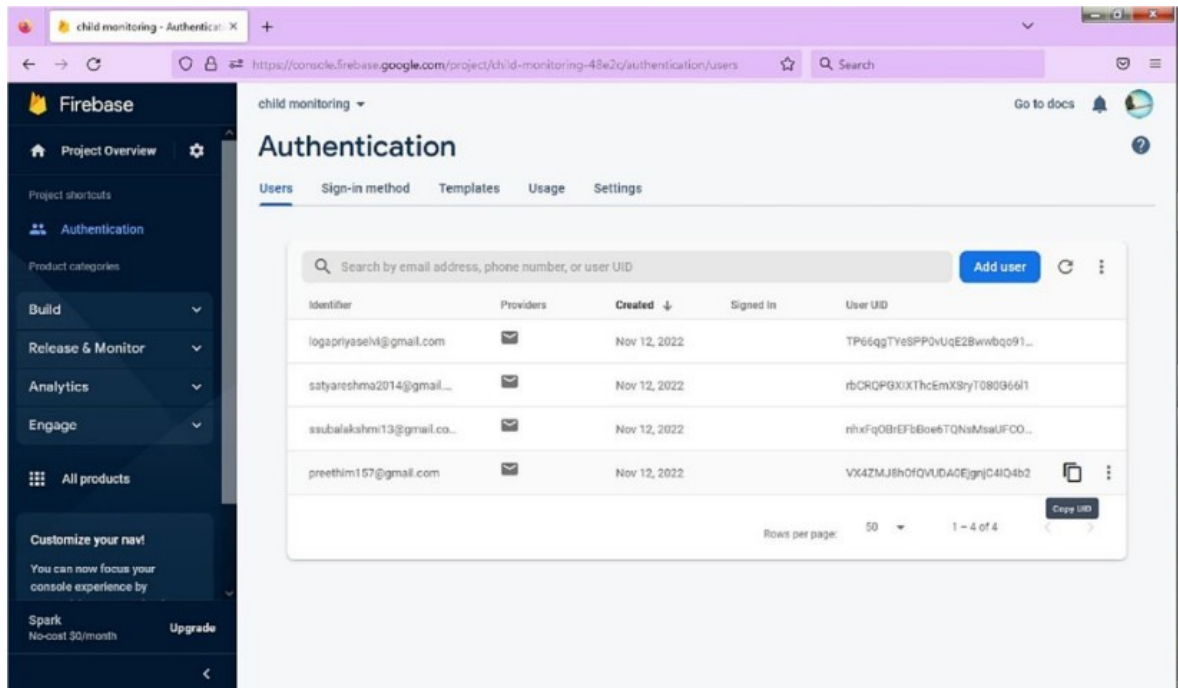 child monitoring - Authenticat
https://console.firebase.google.com/project/child-monitoring-48e2c/authentication/users
Search
Firebase
child monitoring
Go to docs
Project Overview
Authentication
Users Sign-in method Templates Usage Settings
Project shortcuts
Authentication
Product categories
Search by email address, phone number, or user UID
Add user
Build
Identifier Providers Created Signed In User UID
Release & Monitor
logapriyaselvi@gmail.com Nov 12, 2022
Analytics
satyareshma2014@gmail.... Nov 12, 2022
Engage
ssubalakshmi13@gmail.co... Nov 12, 2022
All products
preethim157@gmail.com Nov 12, 2022
Copy UID
Rows per page: 50 1 – 4 of 4
Customize your nav!
You can now focus your
console experience by
Spark
No-cost $0/month
Upgrade